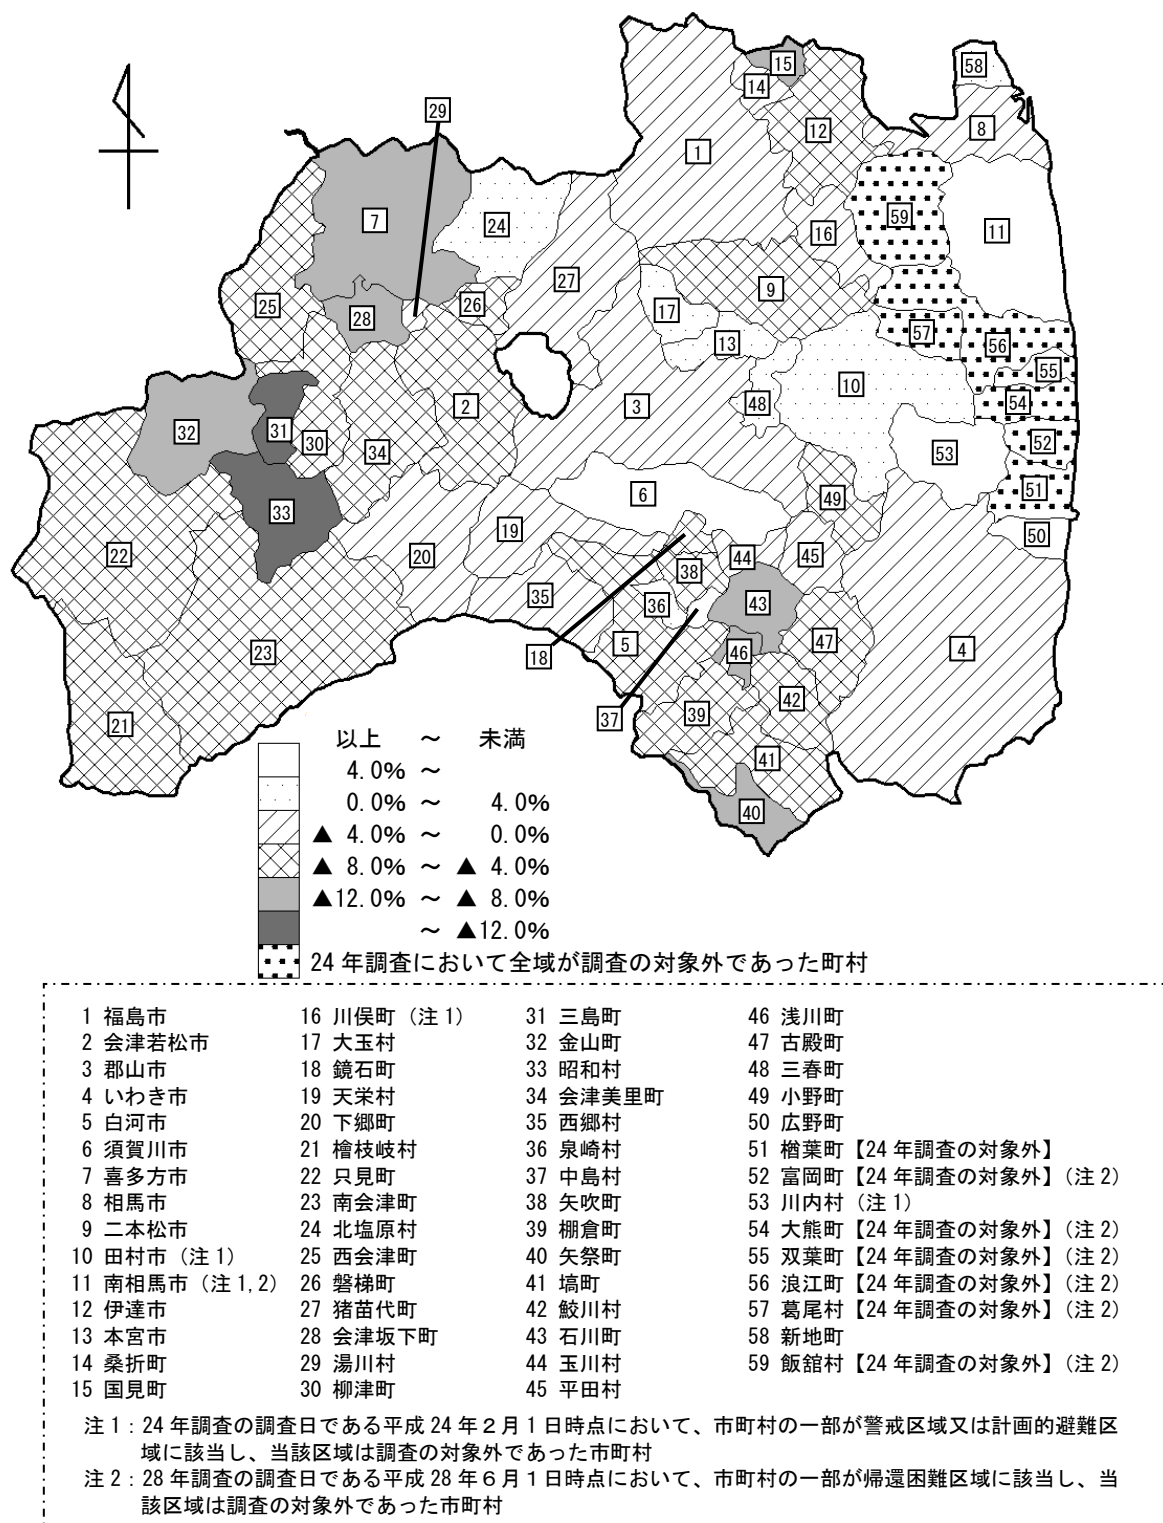 15
58
14
29
8
12
1
59
11
7
24
16
27
9
25
26
28
17
57
56
13
55
10
2
3
48
54
32
31
30
34
52
53
6
49
51
33
19
50
22
20
44
45
38
35
36
43
5
47
4
23
18
46
42
37
39
21
41
40
以上 ~ 未満
4.0% ~
0.0% ~ 4.0%
▲ 4.0% ~ 0.0%
▲ 8.0% ~ ▲ 4.0%
▲12.0% ~ ▲ 8.0%
~ ▲12.0%
24年調査において全域が調査の対象外であった町村
1 福島市
2 会津若松市
3 郡山市
4 いわき市
5 白河市
6 須賀川市
7 喜多方市
8 相馬市
9 二本松市
10 田村市(注1)
11 南相馬市(注1,2)
12 伊達市
13 本宮市
14 桑折町
15 国見町
16 川俣町(注1)
17 大玉村
18 鏡石町
19 天栄村
20 下郷町
21 檜枝岐村
22 只見町
23 南会津町
24 北塩原村
25 西会津町
26 磐梯町
27 猪苗代町
28 会津坂下町
29 湯川村
30 柳津町
31 三島町
32 金山町
33 昭和村
34 会津美里町
35 西郷村
36 泉崎村
37 中島村
38 矢吹町
39 棚倉町
40 矢祭町
41 塙町
42 鮫川村
43 石川町
44 玉川村
45 平田村
46 浅川町
47 古殿町
48 三春町
49 小野町
50 広野町
51 楢葉町【24年調査の対象外】
52 富岡町【24年調査の対象外】(注2)
53 川内村(注1)
54 大熊町【24年調査の対象外】(注2)
55 双葉町【24年調査の対象外】(注2)
56 浪江町【24年調査の対象外】(注2)
57 葛尾村【24年調査の対象外】(注2)
58 新地町
59 飯舘村【24年調査の対象外】(注2)
注1:24年調査の調査日である平成24年2月1日時点において、市町村の一部が警戒区域又は計画的避難区
域に該当し、当該区域は調査の対象外であった市町村
注2:28年調査の調査日である平成28年6月1日時点において、市町村の一部が帰還困難区域に該当し、当
該区域は調査の対象外であった市町村